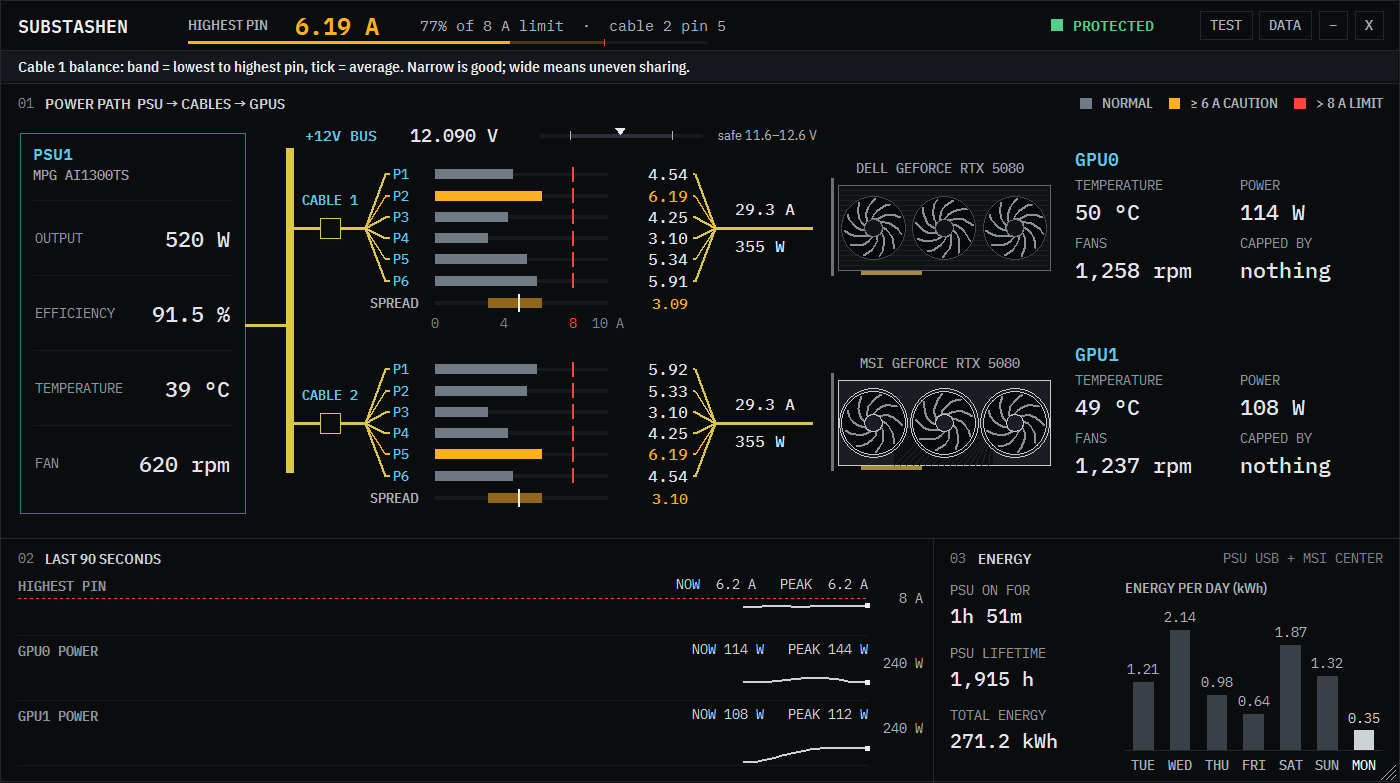 SUBSTASHEN HIGHEST PIN 6.19 A 77% of 8 A limit · cable 2 pin 5 PROTECTED TEST DATA − X
Cable 1 balance: band = lowest to highest pin, tick = average. Narrow is good; wide means uneven sharing.
01 POWER PATH PSU → CABLES → GPUS NORMAL ≥ 6 A CAUTION > 8 A LIMIT
PSU1
MPG AI1300TS
OUTPUT 520 W
EFFICIENCY 91.5 %
TEMPERATURE 39 °C
FAN 620 rpm
+12V BUS 12.090 V safe 11.6–12.6 V
CABLE 1
P1 4.54
P2 6.19
P3 4.25
P4 3.10
P5 5.34
P6 5.91
SPREAD 3.09
0 4 8 10 A
29.3 A
355 W
DELL GEFORCE RTX 5080
GPU0
TEMPERATURE POWER
50 °C 114 W
FANS CAPPED BY
1,258 rpm nothing
CABLE 2
P1 5.92
P2 5.33
P3 3.10
P4 4.25
P5 6.19
P6 4.54
SPREAD 3.10
29.3 A
355 W
MSI GEFORCE RTX 5080
GPU1
TEMPERATURE POWER
49 °C 108 W
FANS CAPPED BY
1,237 rpm nothing
02 LAST 90 SECONDS
HIGHEST PIN NOW 6.2 A PEAK 6.2 A
8 A
GPU0 POWER NOW 114 W PEAK 144 W
240 W
GPU1 POWER NOW 108 W PEAK 112 W
240 W
03 ENERGY PSU USB + MSI CENTER
PSU ON FOR
1h 51m
PSU LIFETIME
1,915 h
TOTAL ENERGY
271.2 kWh
ENERGY PER DAY (kWh)
1.21 2.14 0.98 0.64 1.87 1.32 0.35
TUE WED THU FRI SAT SUN MON